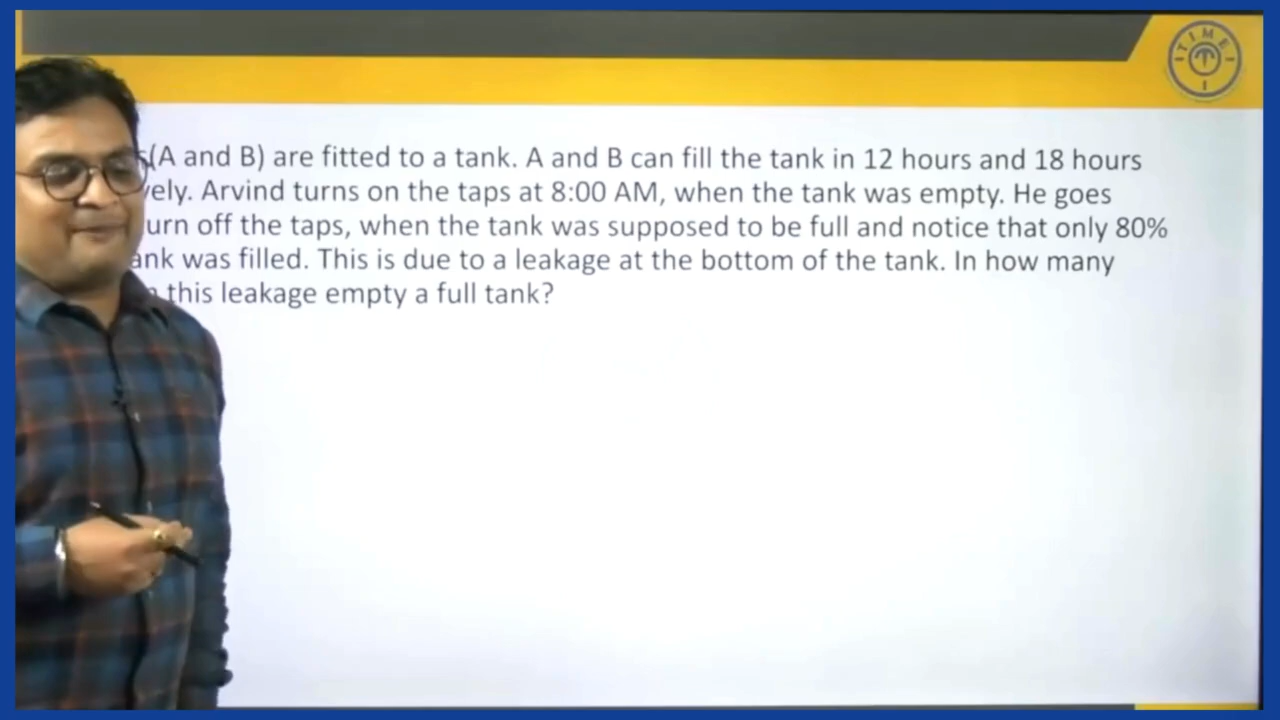 TIME
(A and B) are fitted to a tank. A and B can fill the tank in 12 hours and 18 hours
ely. Arvind turns on the taps at 8:00 AM, when the tank was empty. He goes
urn off the taps, when the tank was supposed to be full and notice that only 80%
ank was filled. This is due to a leakage at the bottom of the tank. In how many
this leakage empty a full tank?